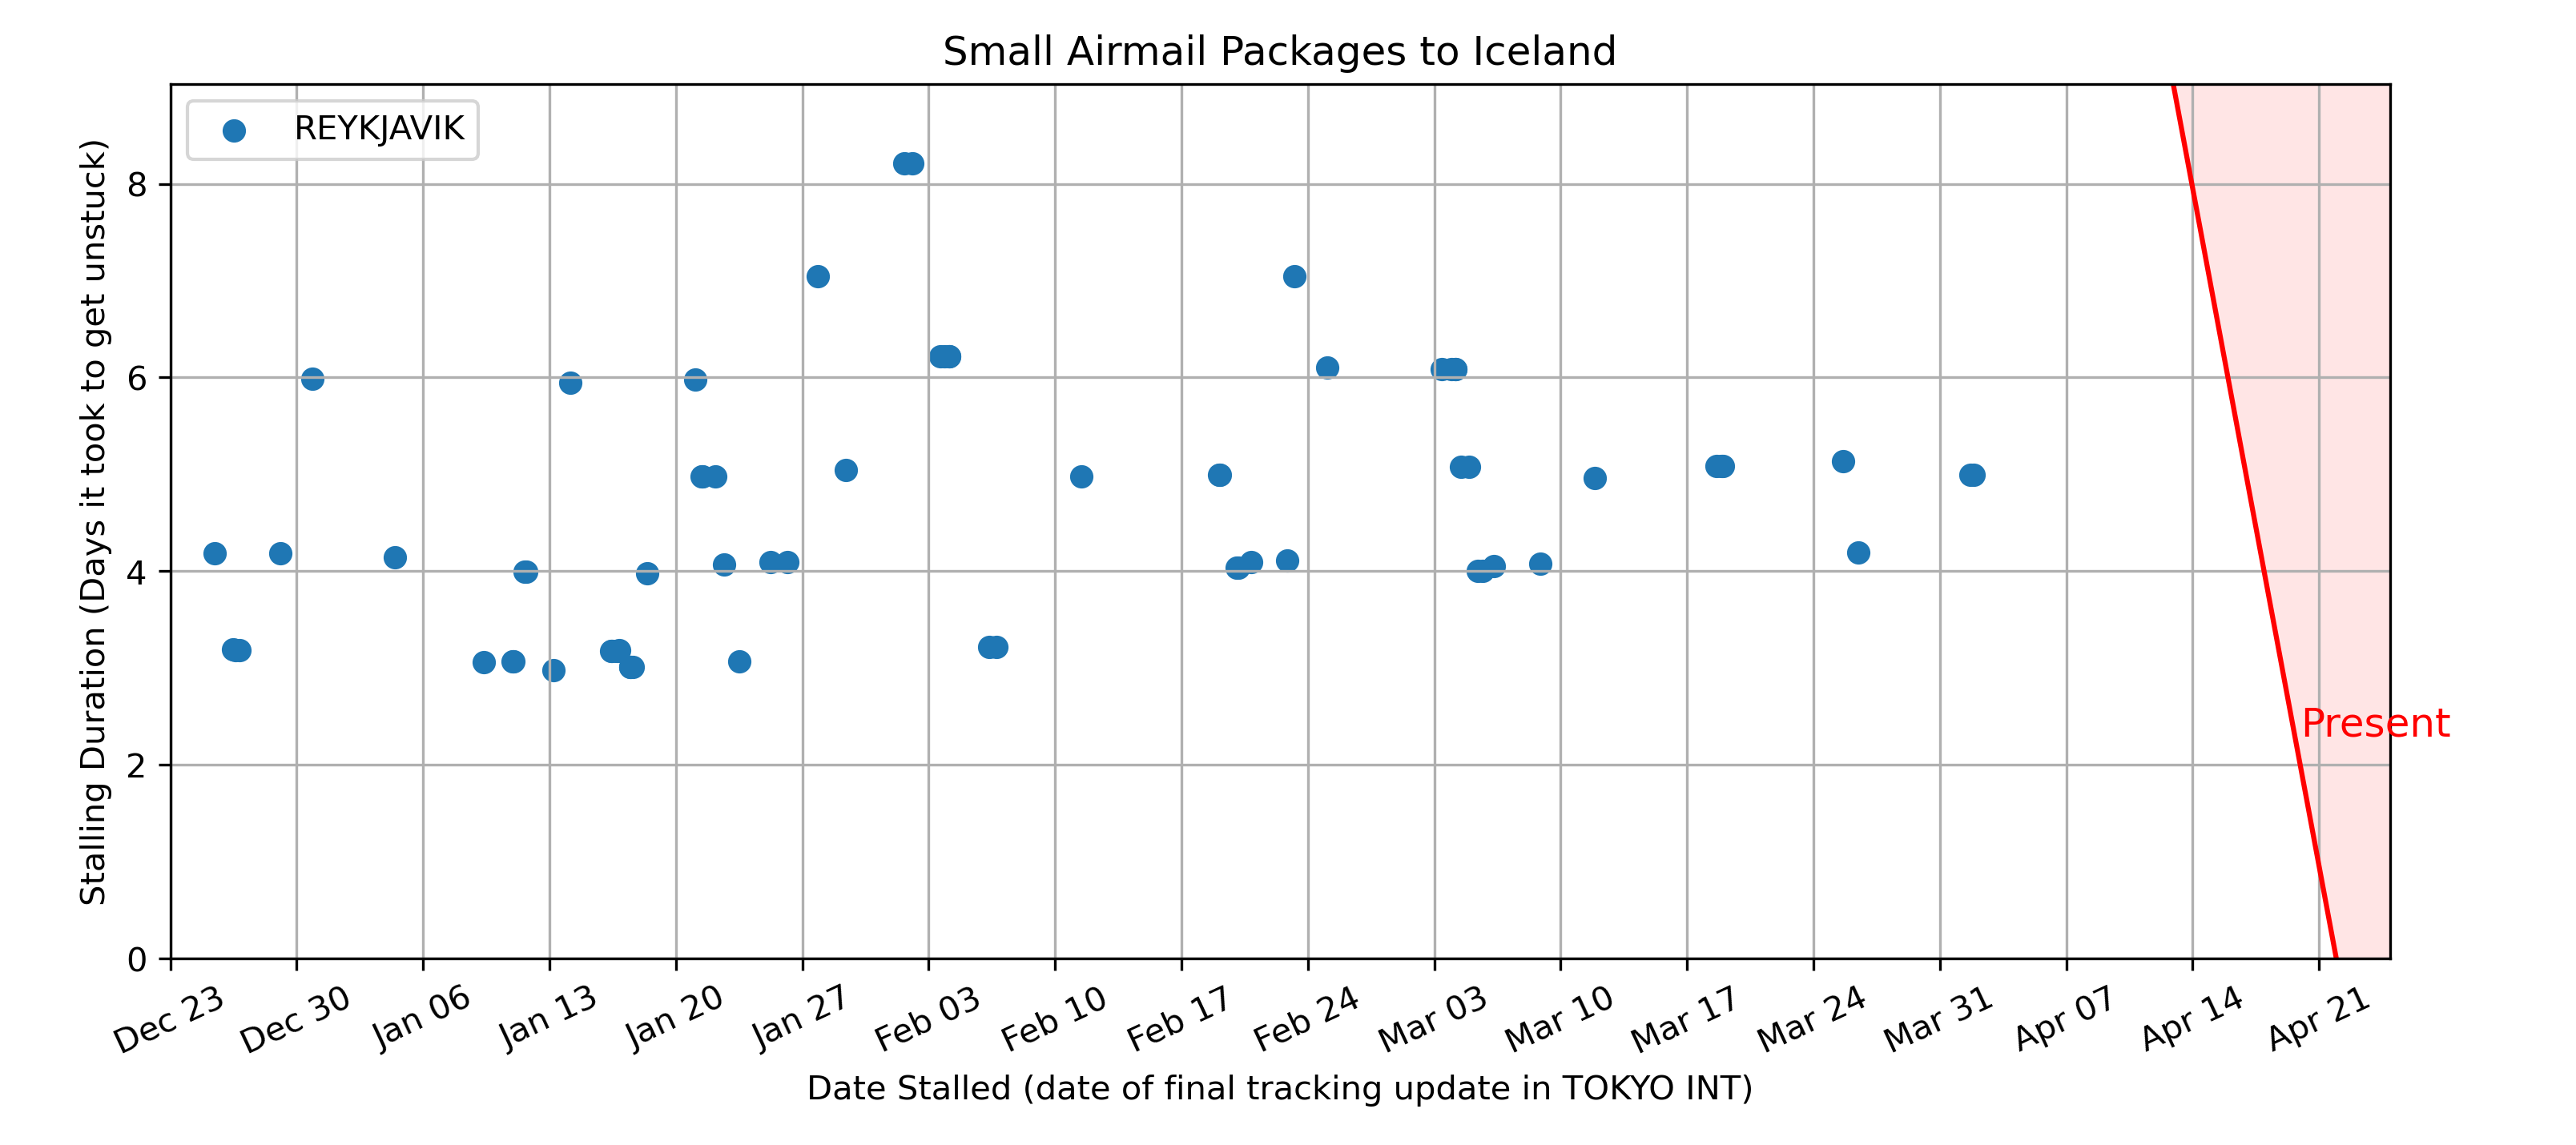 Small Airmail Packages to Iceland
REYKJAVIK
Stalling Duration (Days it took to get unstuck)
8
6
4
2
0
Present
Dec 23 Dec 30 Jan 06 Jan 13 Jan 20 Jan 27 Feb 03 Feb 10 Feb 17 Feb 24 Mar 03 Mar 10 Mar 17 Mar 24 Mar 31 Apr 07 Apr 14 Apr 21
Date Stalled (date of final tracking update in TOKYO INT)